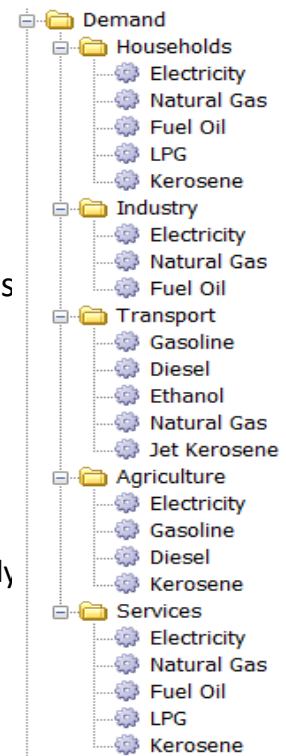 Demand
Households
Electricity
Natural Gas
Fuel Oil
LPG
Kerosene
Industry
Electricity
Natural Gas
s
Fuel Oil
Transport
Gasoline
Diesel
Ethanol
Natural Gas
Jet Kerosene
Agriculture
Electricity
Gasoline
Diesel
ly
Kerosene
Services
Electricity
Natural Gas
Fuel Oil
LPG
Kerosene